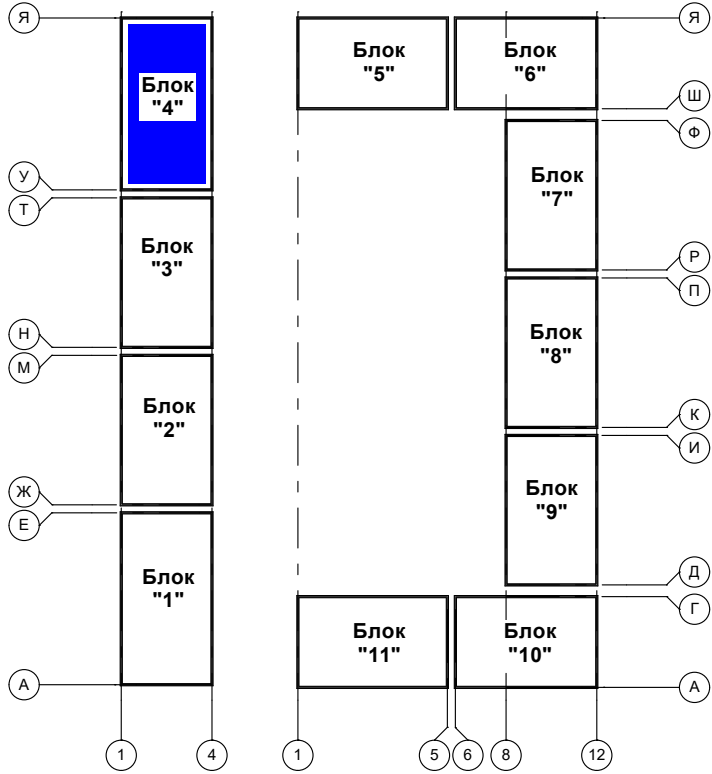 Я
Я
Блок
"4"
Блок
"5"
Блок
"6"
Ш
Ф
У
Т
Блок
"3"
Блок
"7"
Р
П
Н
М
Блок
"2"
Блок
"8"
К
И
Ж
Е
Блок
"1"
Блок
"9"
Д
Г
Блок
"11"
Блок
"10"
А
А
1
4
1
5
6
8
12